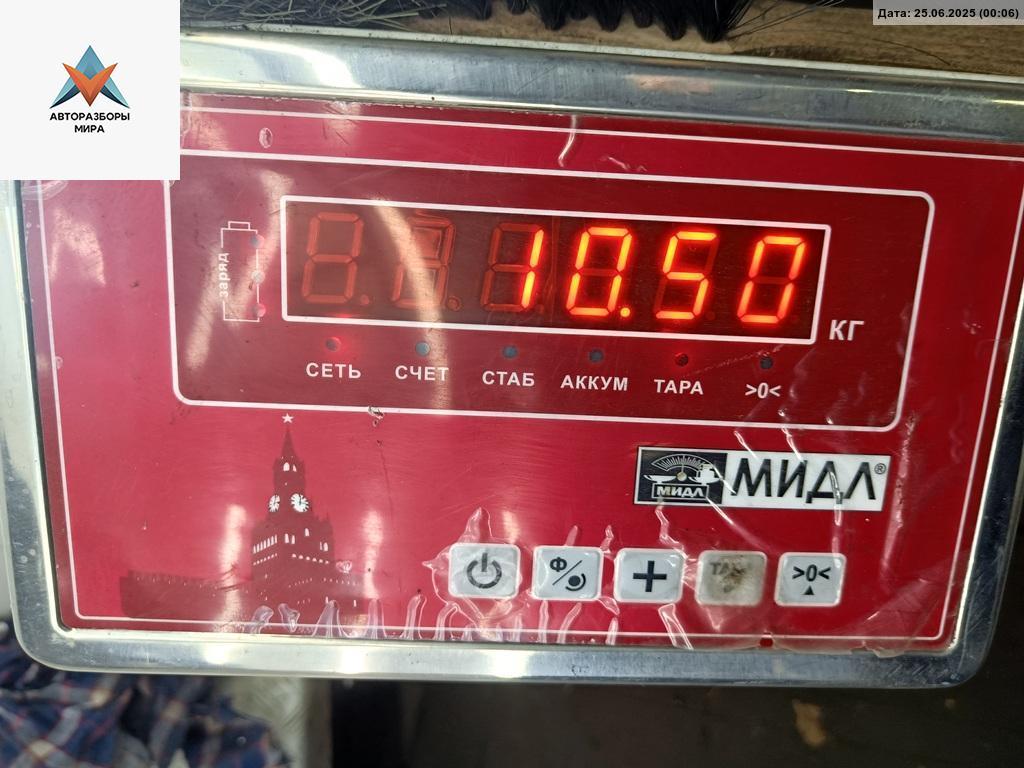 Дата: 25.06.2025 (00:06)
АВТОРАЗБОРЫ
МИРА
заряд
10.50
КГ
СЕТЬ СЧЕТ СТАБ АККУМ ТАРА >0<
МИДЛ МИДЛ®
Ф/ + >0<